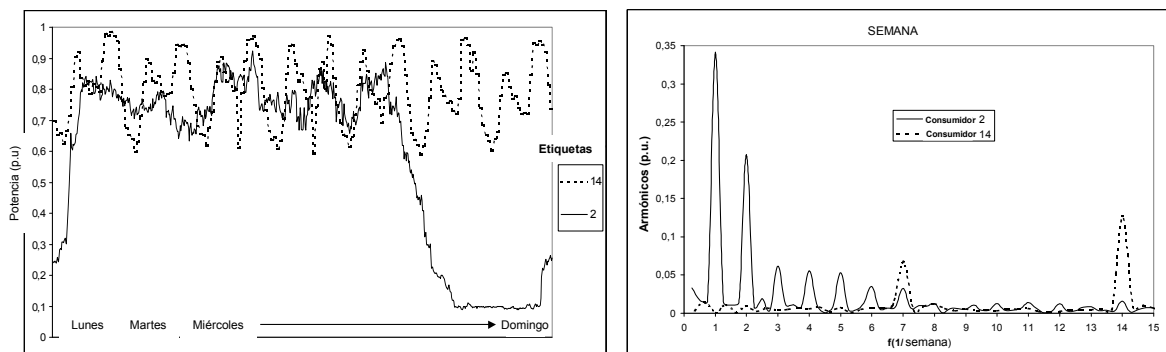 1
0,9
0,8
0,7
0,6
0,5
0,4
0,3
0,2
0,1
0
Potencia (p.u)
Lunes Martes Miércoles Domingo
Etiquetas
14
2
SEMANA
0,35
0,3
0,25
0,2
0,15
0,1
0,05
0
Armónicos (p.u.)
Consumidor 2
Consumidor 14
0 1 2 3 4 5 6 7 8 9 10 11 12 13 14 15
f(1/semana)